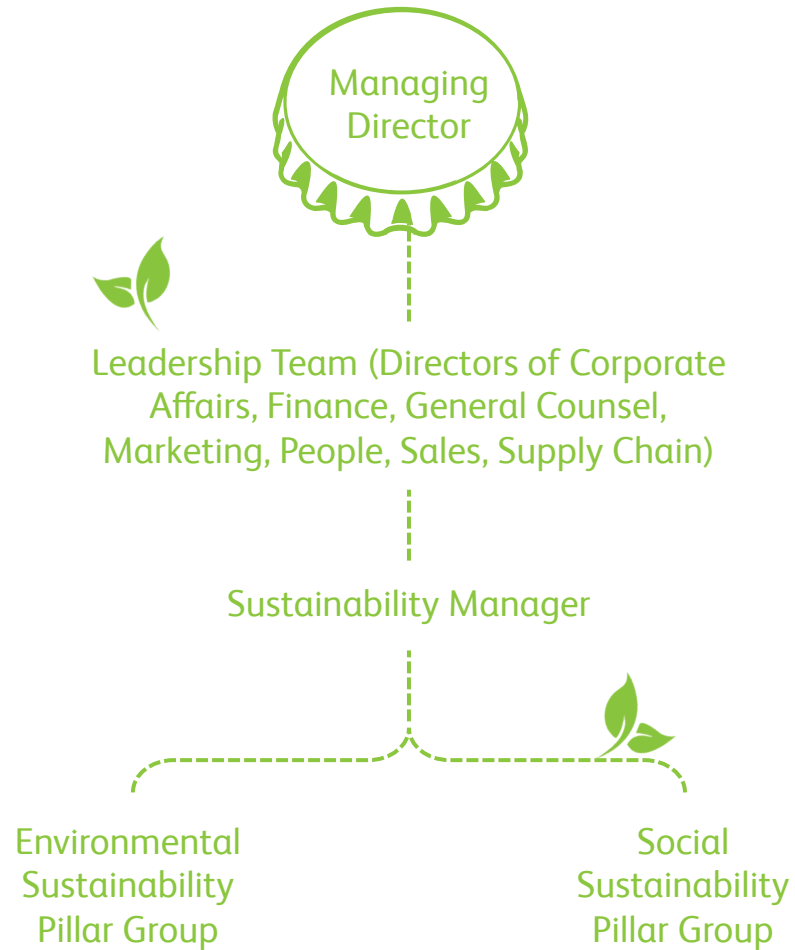 Managing
Director
Leadership Team (Directors of Corporate
Affairs, Finance, General Counsel,
Marketing, People, Sales, Supply Chain)
Sustainability Manager
Environmental
Sustainability
Pillar Group
Social
Sustainability
Pillar Group